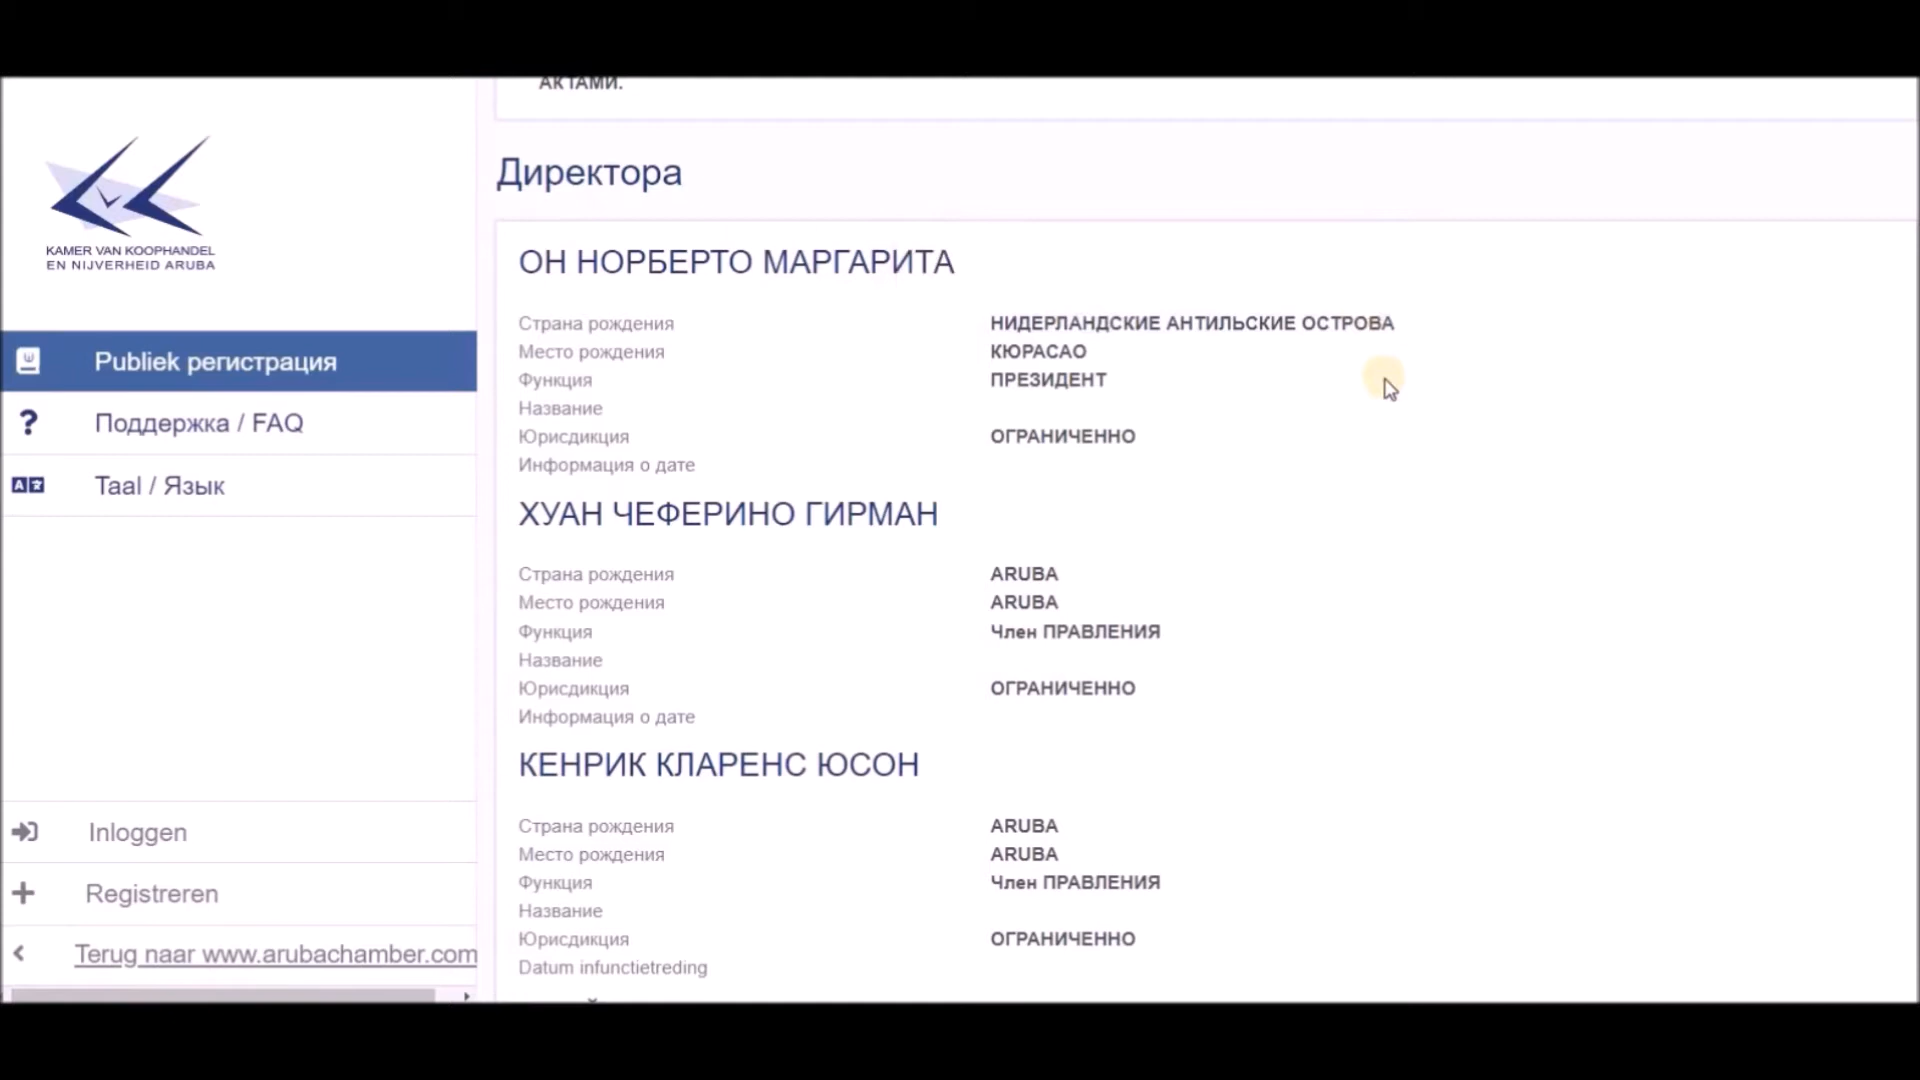 АКТАМИ.
KAMER VAN KOOPHANDEL
EN NIJVERHEID ARUBA
Publiek регистрация
Поддержка / FAQ
Taal / Язык
Inloggen
Registreren
Terug naar www.arubachamber.com
Директора
ОН НОРБЕРТО МАРГАРИТА
Страна рождения НИДЕРЛАНДСКИЕ АНТИЛЬСКИЕ ОСТРОВА
Место рождения КЮРАСАО
Функция ПРЕЗИДЕНТ
Название
Юрисдикция ОГРАНИЧЕННО
Информация о дате
ХУАН ЧЕФЕРИНО ГИРМАН
Страна рождения ARUBA
Место рождения ARUBA
Функция Член ПРАВЛЕНИЯ
Название
Юрисдикция ОГРАНИЧЕННО
Информация о дате
КЕНРИК КЛАРЕНС ЮСОН
Страна рождения ARUBA
Место рождения ARUBA
Функция Член ПРАВЛЕНИЯ
Название
Юрисдикция ОГРАНИЧЕННО
Datum infunctietreding